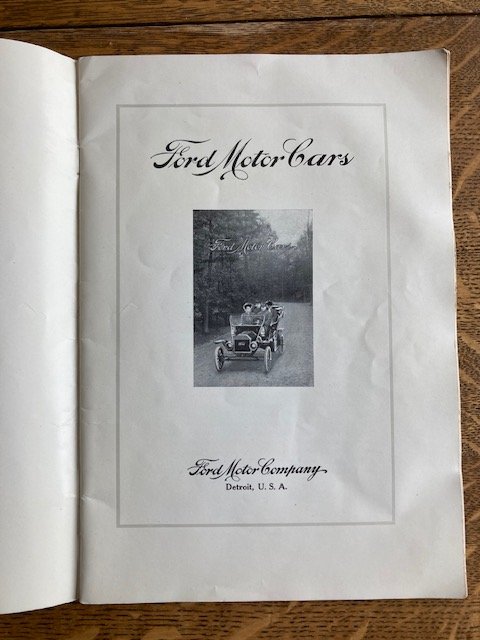 Ford Motor Cars
Ford Motor Cars
Ford Motor Company
Detroit, U. S. A.